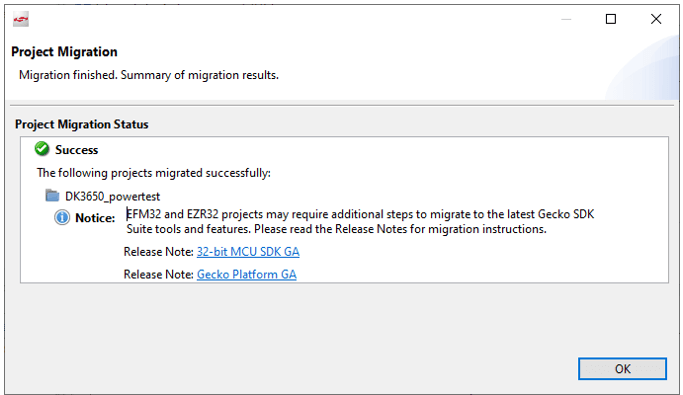 Project Migration
Migration finished. Summary of migration results.
Project Migration Status
Success
The following projects migrated successfully:
DK3650_powertest
Notice: EFM32 and EZR32 projects may require additional steps to migrate to the latest Gecko SDK
Suite tools and features. Please read the Release Notes for migration instructions.
Release Note: 32-bit MCU SDK GA
Release Note: Gecko Platform GA
OK